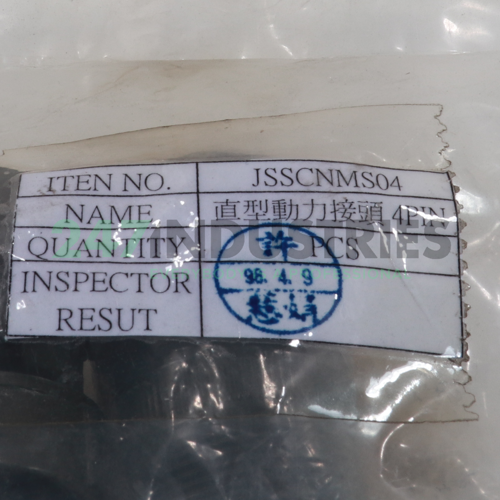 ITEN NO. JSSCNMS04
NAME 直型動力接頭 4PIN
QUANTITY PCS
INSPECTOR
RESUT
許
98.4.9
慧娟
247INDUSTRIES